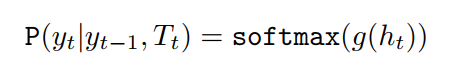 P(y_t|y_{t−1}, T_t) = softmax(g(h_t))